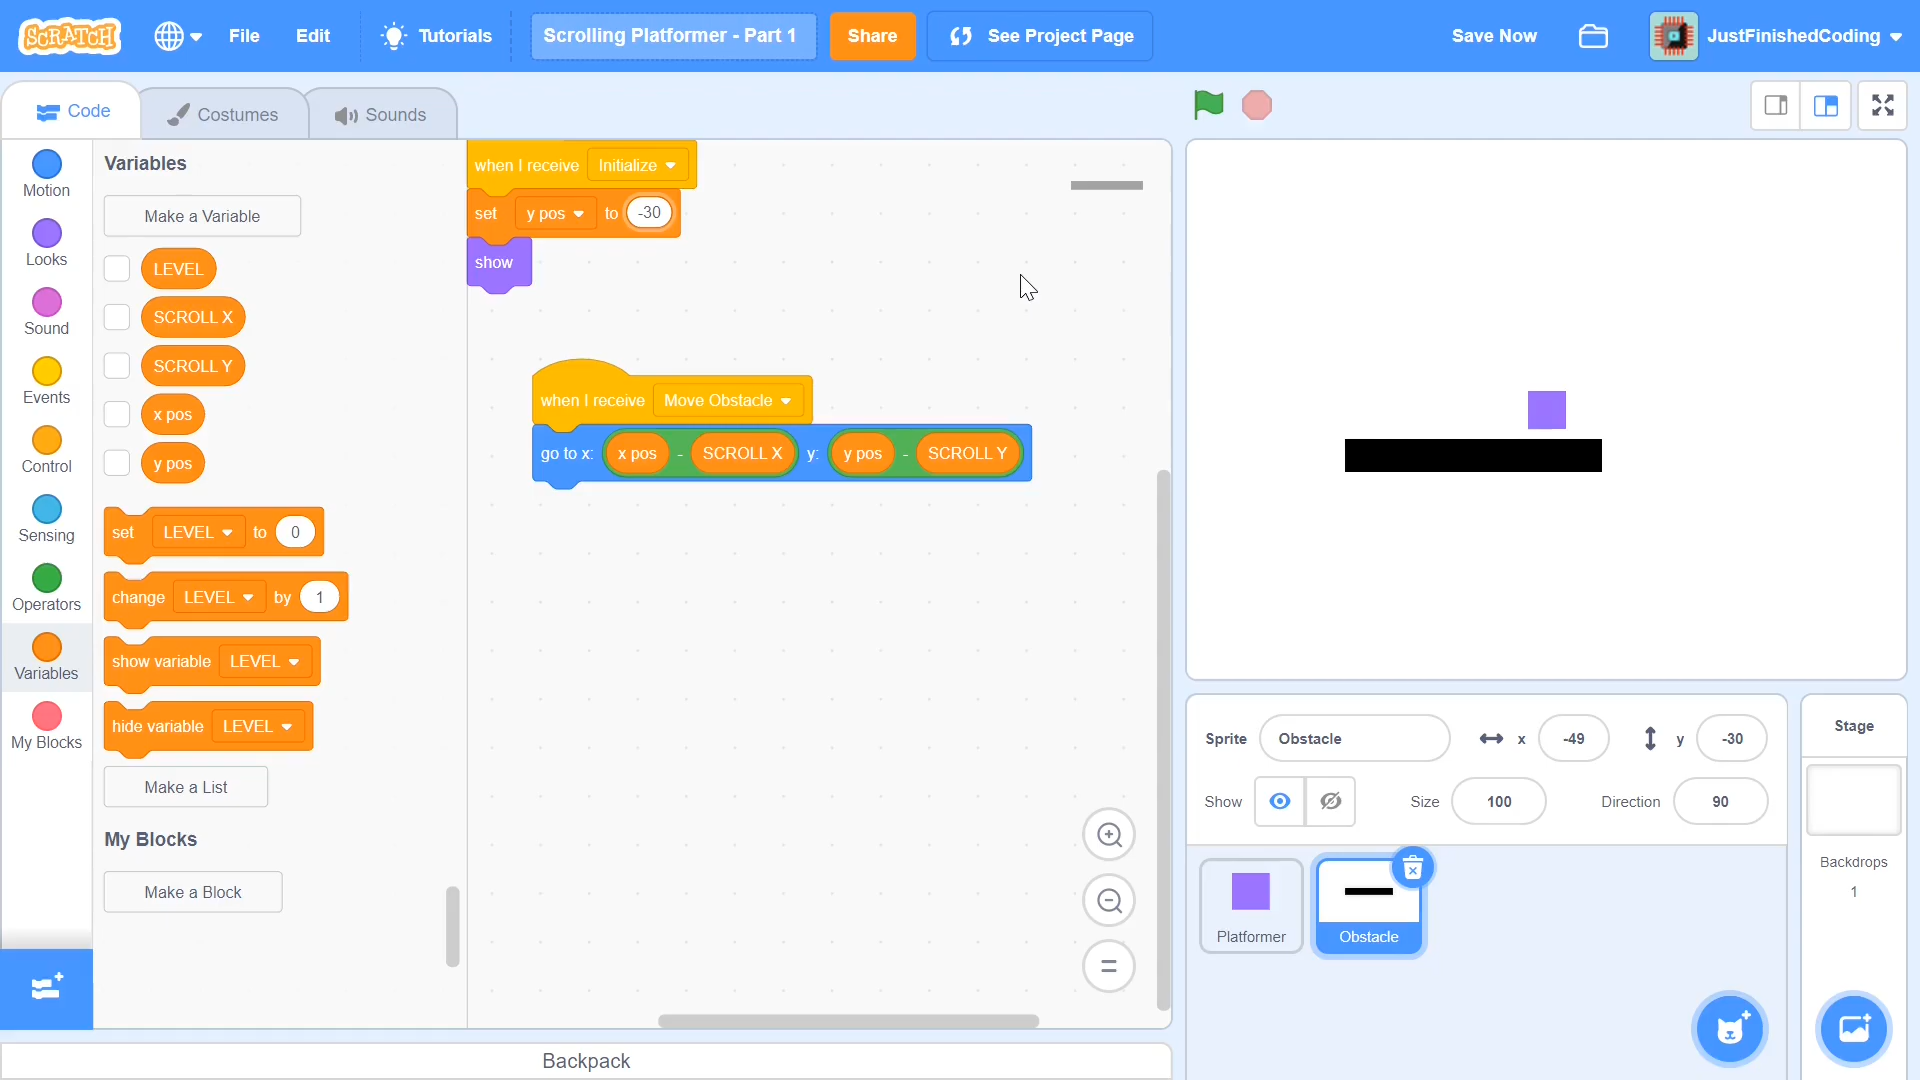 SCRATCH File Edit Tutorials Scrolling Platformer - Part 1 Share See Project Page Save Now JustFinishedCoding
Code Costumes Sounds
Motion
Looks
Sound
Events
Control
Sensing
Operators
Variables
My Blocks
Variables
Make a Variable
LEVEL
SCROLL X
SCROLL Y
x pos
y pos
set LEVEL to 0
change LEVEL by 1
show variable LEVEL
hide variable LEVEL
Make a List
My Blocks
Make a Block
when I receive Initialize
set y pos to -30
show
when I receive Move Obstacle
go to x: x pos - SCROLL X y: y pos - SCROLL Y
Backpack
Sprite Obstacle x -49 y -30
Show Size 100 Direction 90
Platformer
Obstacle
Stage
Backdrops
1